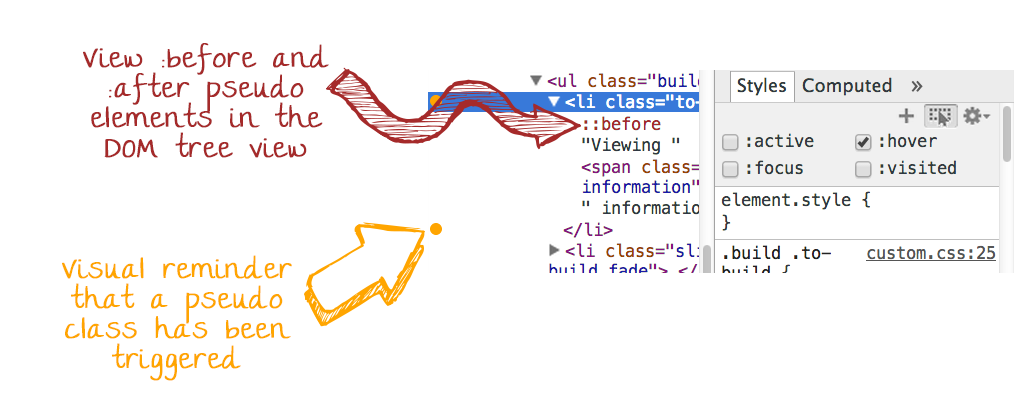 View :before and
:after pseudo
elements in the
DOM tree view
Visual reminder
that a pseudo
class has been
triggered
<ul class="buil
<li class="to-
::before
"Viewing "
<span class=
information"
" information
</li>
<li class="sli
build fade"> </
Styles Computed »
:active :hover
:focus :visited
element.style {
}
.build .to- custom.css:25
build {